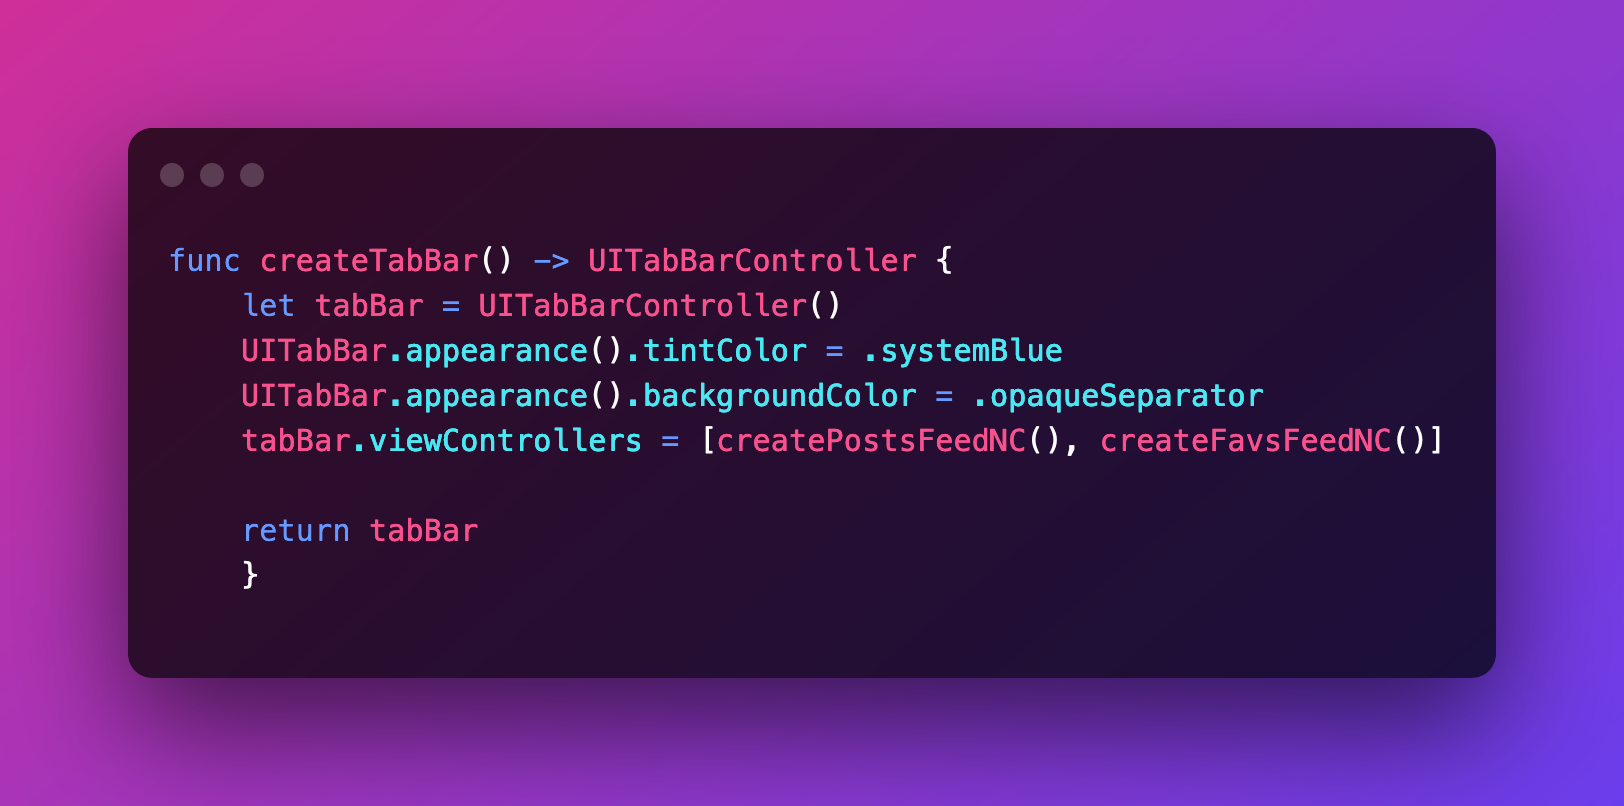 func createTabBar() -> UITabBarController {
    let tabBar = UITabBarController()
    UITabBar.appearance().tintColor = .systemBlue
    UITabBar.appearance().backgroundColor = .opaqueSeparator
    tabBar.viewControllers = [createPostsFeedNC(), createFavsFeedNC()]

    return tabBar
    }